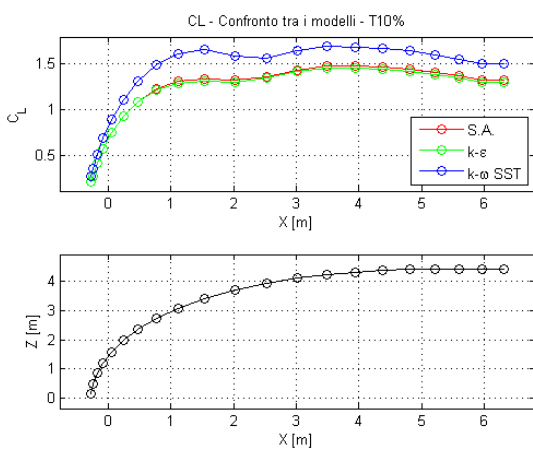 CL - Confronto tra i modelli - T10%
1.5
1
0.5
C_L
S.A.
k-ε
k-ω SST
0 1 2 3 4 5 6
X [m]
4
3
2
1
0
Z [m]
0 1 2 3 4 5 6
X [m]